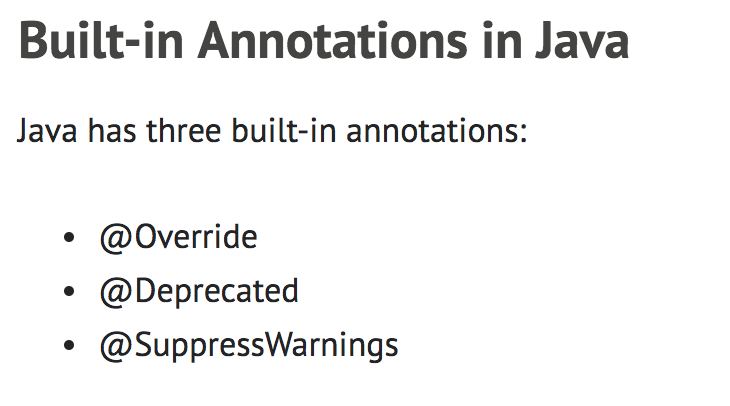 Built-in Annotations in Java
Java has three built-in annotations:
• @Override
• @Deprecated
• @SuppressWarnings